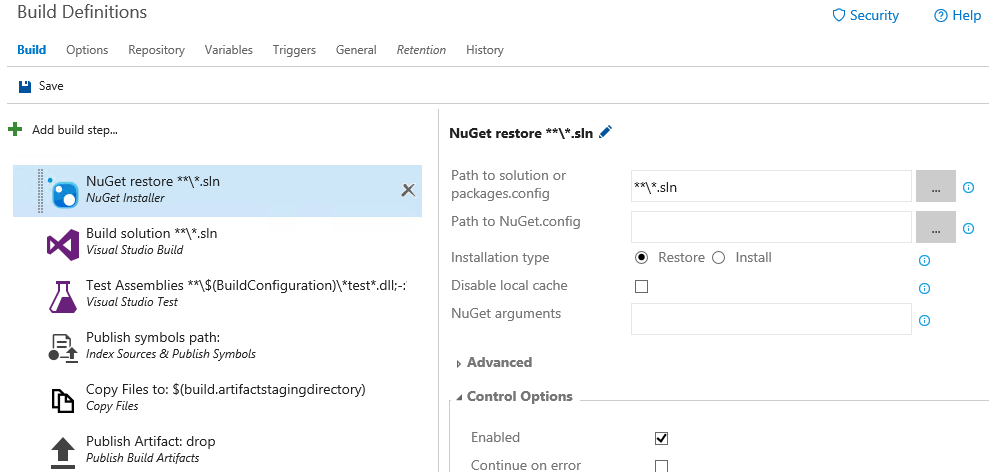 Build Definitions
Security
Help
Build
Options
Repository
Variables
Triggers
General
Retention
History
Save
Add build step...
NuGet restore **\*.sln
NuGet Installer
Build solution **\*.sln
Visual Studio Build
Test Assemblies **\$(BuildConfiguration)\*test*.dll;-:
Visual Studio Test
Publish symbols path:
Index Sources & Publish Symbols
Copy Files to: $(build.artifactstagingdirectory)
Copy Files
Publish Artifact: drop
Publish Build Artifacts
NuGet restore **\*.sln
Path to solution or
packages.config
**\*.sln
...
Path to NuGet.config
...
Installation type
Restore
Install
Disable local cache
NuGet arguments
Advanced
Control Options
Enabled
Continue on error